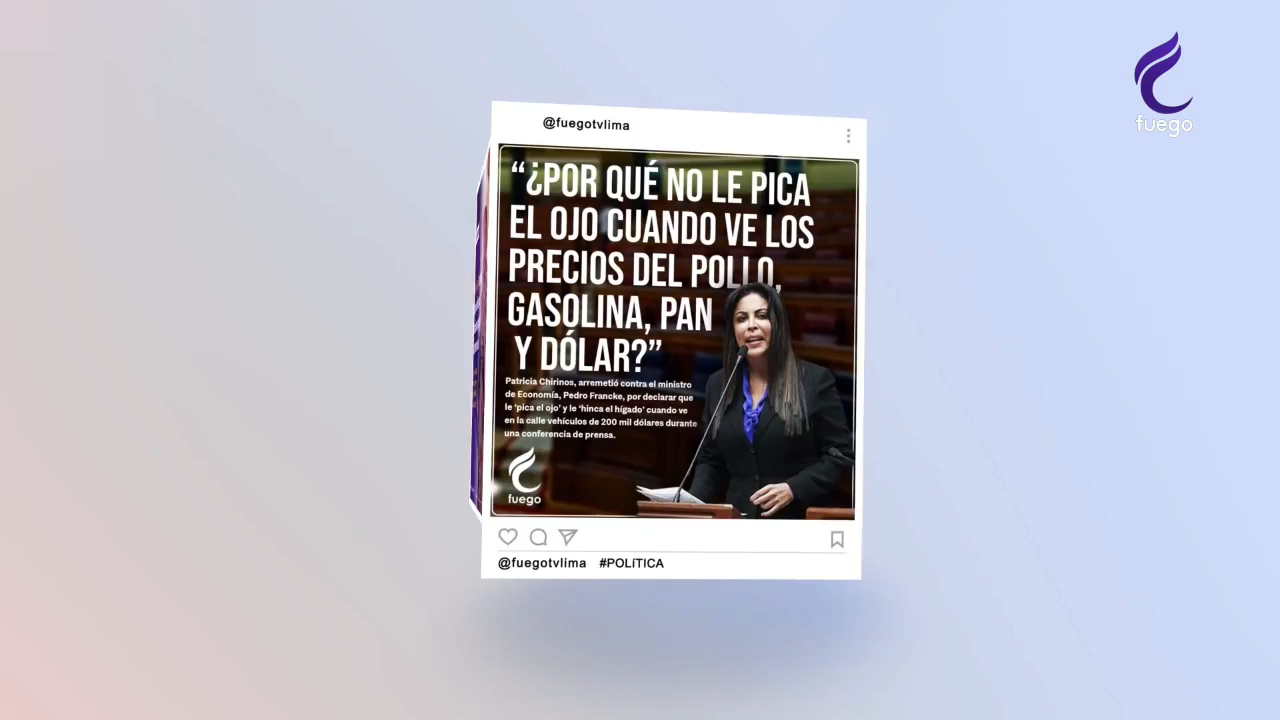 fuego
@fuegotvlima
“¿POR QUÉ NO LE PICA
EL OJO CUANDO VE LOS
PRECIOS DEL POLLO,
GASOLINA, PAN
Y DÓLAR?”
Patricia Chirinos, arremetió contra el ministro
de Economía, Pedro Francke, por declarar que
le ‘pica el ojo’ y le ‘hinca el hígado’ cuando ve
en la calle vehículos de 200 mil dólares durante
una conferencia de prensa.
fuego
@fuegotvlima #POLíTICA